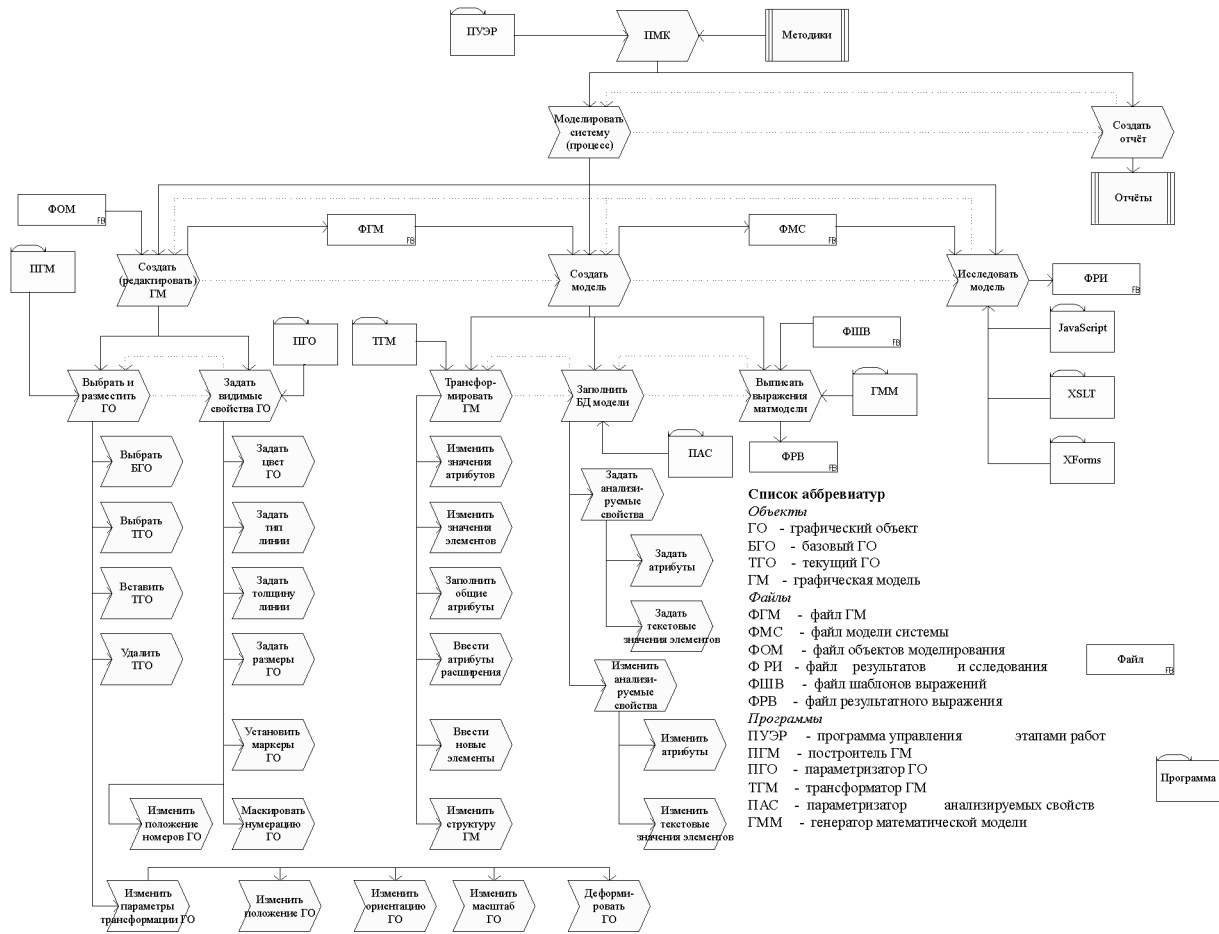 ПУЭР
ПМК
Методики
Моделировать
систему
(процесс)
Создать
отчёт
Отчёты
ФОМ
FB
ФГМ
FB
ФМС
FB
ПГМ
Создать
(редактировать)
ГМ
Создать
модель
Исследовать
модель
ФРИ
FB
JavaScript
XSLT
XForms
ПГО
ТГМ
ФШВ
FB
Выбрать и
разместить
ГО
Задать
видимые
свойства ГО
Трансфор-
мировать
ГМ
Заполнить
БД модели
Выписать
выражения
матмодели
ГММ
ПАС
ФРВ
FB
Выбрать
БГО
Задать
цвет
ГО
Изменить
значения
атрибутов
Задать
анализи-
руемые
свойства
Выбрать
ТГО
Задать
тип
линии
Изменить
значения
элементов
Задать
атрибуты
Вставить
ТГО
Задать
толщину
линии
Заполнить
общие
атрибуты
Задать
текстовые
значения элементов
Удалить
ТГО
Задать
размеры
ГО
Ввести
атрибуты
расширения
Изменить
анализи-
руемые
свойства
Установить
маркеры
ГО
Ввести
новые
элементы
Изменить
атрибуты
Изменить
положение
номеров ГО
Маскировать
нумерацию
ГО
Изменить
структуру
ГМ
Изменить
текстовые
значения элементов
Изменить
параметры
трансформации ГО
Изменить
положение ГО
Изменить
ориентацию
ГО
Изменить
масштаб
ГО
Деформи-
ровать
ГО
Список аббревиатур
Объекты
ГО - графический объект
БГО - базовый ГО
ТГО - текущий ГО
ГМ - графическая модель
Файлы
ФГМ - файл ГМ
ФМС - файл модели системы
ФОМ - файл объектов моделирования
Ф РИ - файл результатов и сследования
ФШВ - файл шаблонов выражений
ФРВ - файл результатного выражения
Программы
ПУЭР - программа управления этапами работ
ПГМ - построитель ГМ
ПГО - параметризатор ГО
ТГМ - трансформатор ГМ
ПАС - параметризатор анализируемых свойств
ГММ - генератор математической модели
Файл
FB
Программа